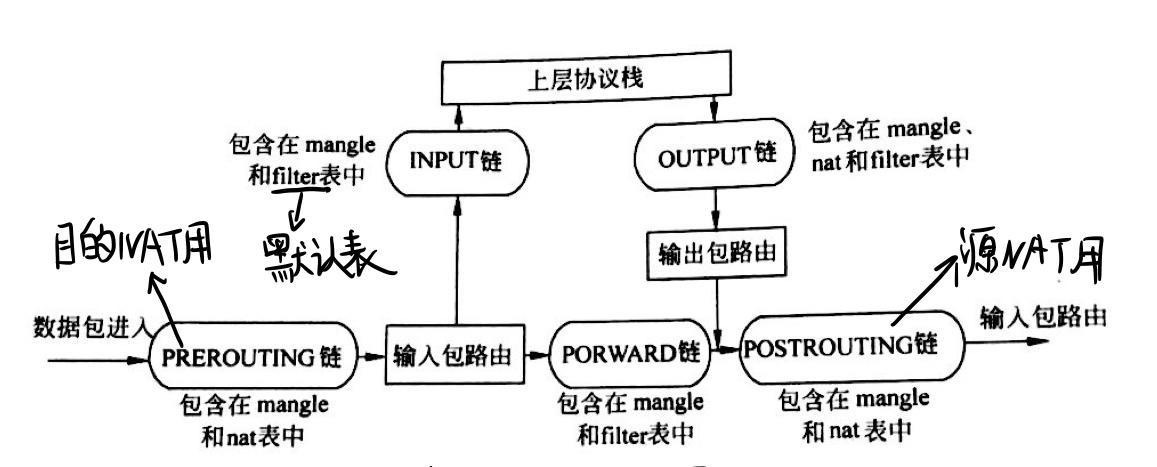 上层协议栈
包含在 mangle
和filter表中
INPUT链
OUTPUT链
包含在 mangle、
nat和filter表中
目的NAT用
默认表
输出包路由
源NAT用
数据包进入
PREROUTING链
输入包路由
PORWARD链
POSTROUTING链
输入包路由
包含在 mangle
和nat表中
包含在 mangle
和filter表中
包含在 mangle
和 nat 表中